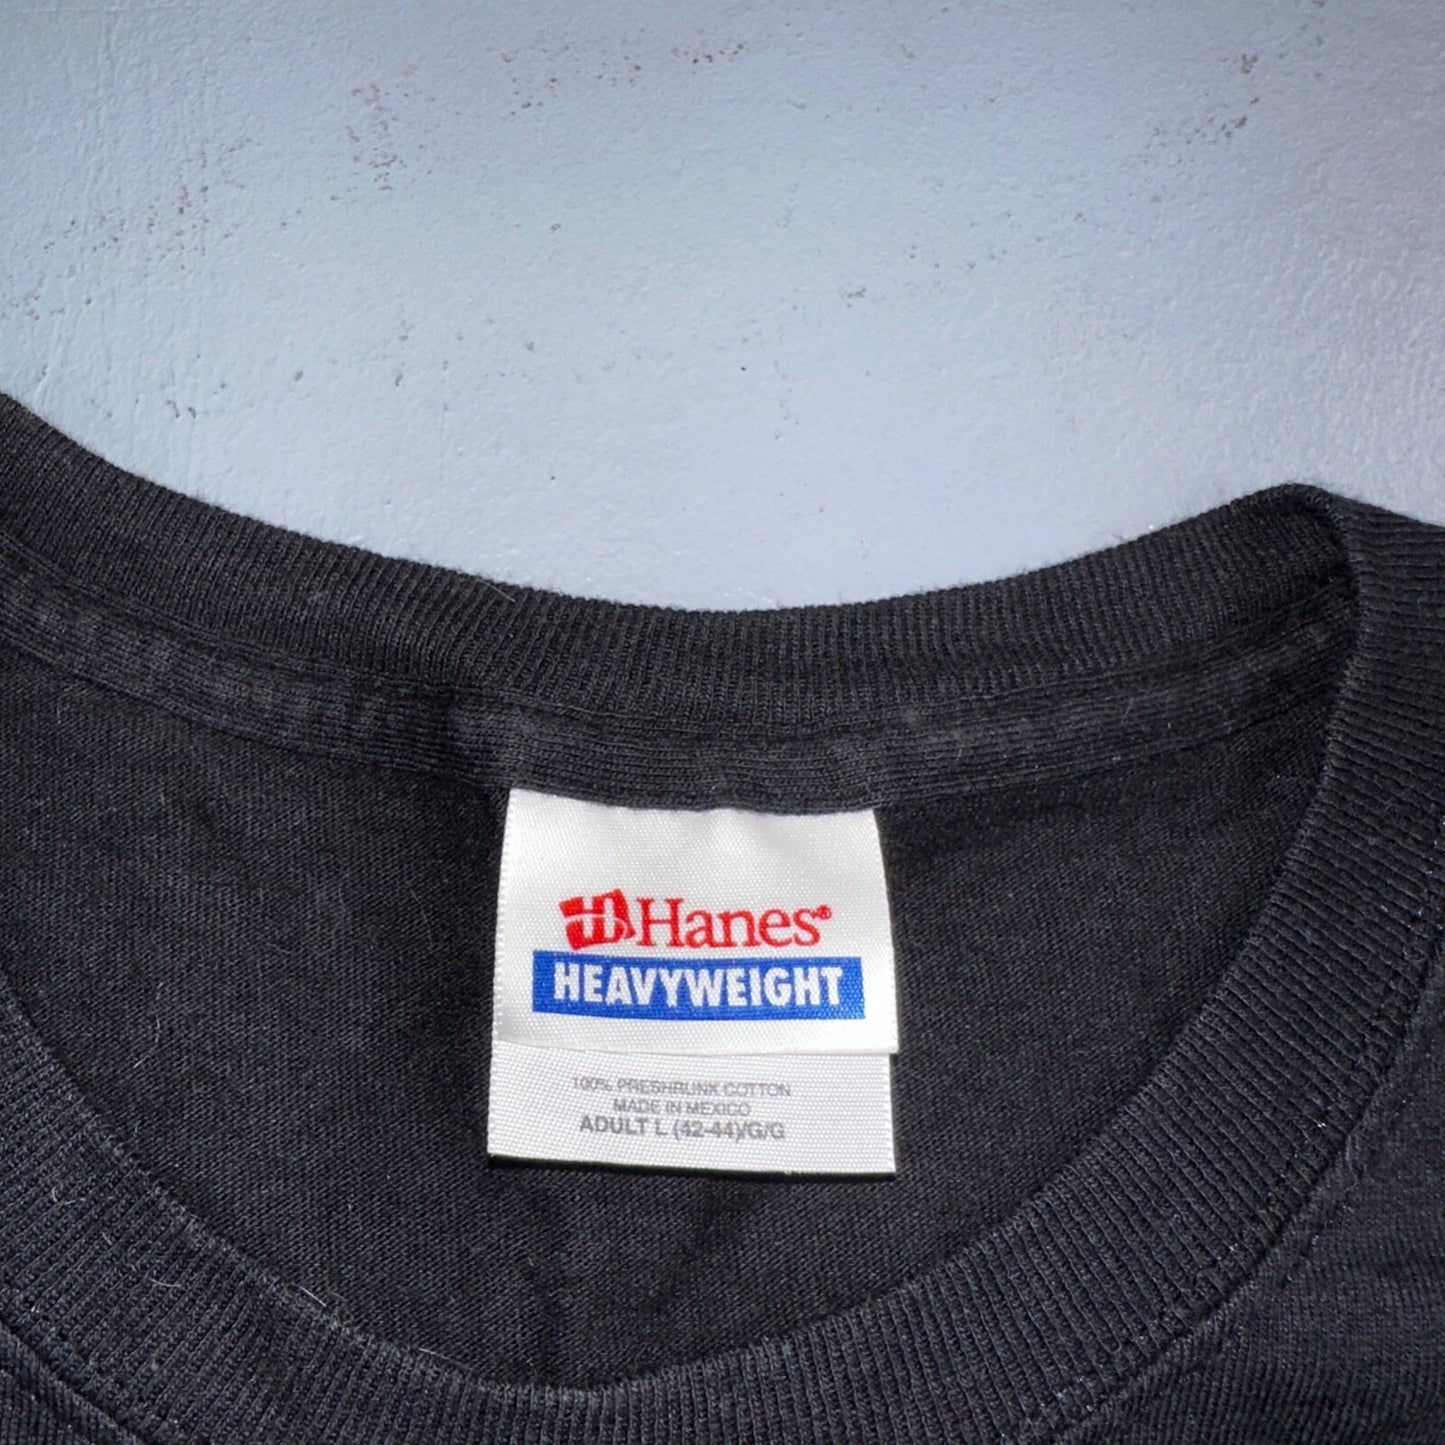 Hanes®
HEAVYWEIGHT
100% PRESHRUNK COTTON
MADE IN MEXICO
ADULT L (42-44)/G/G